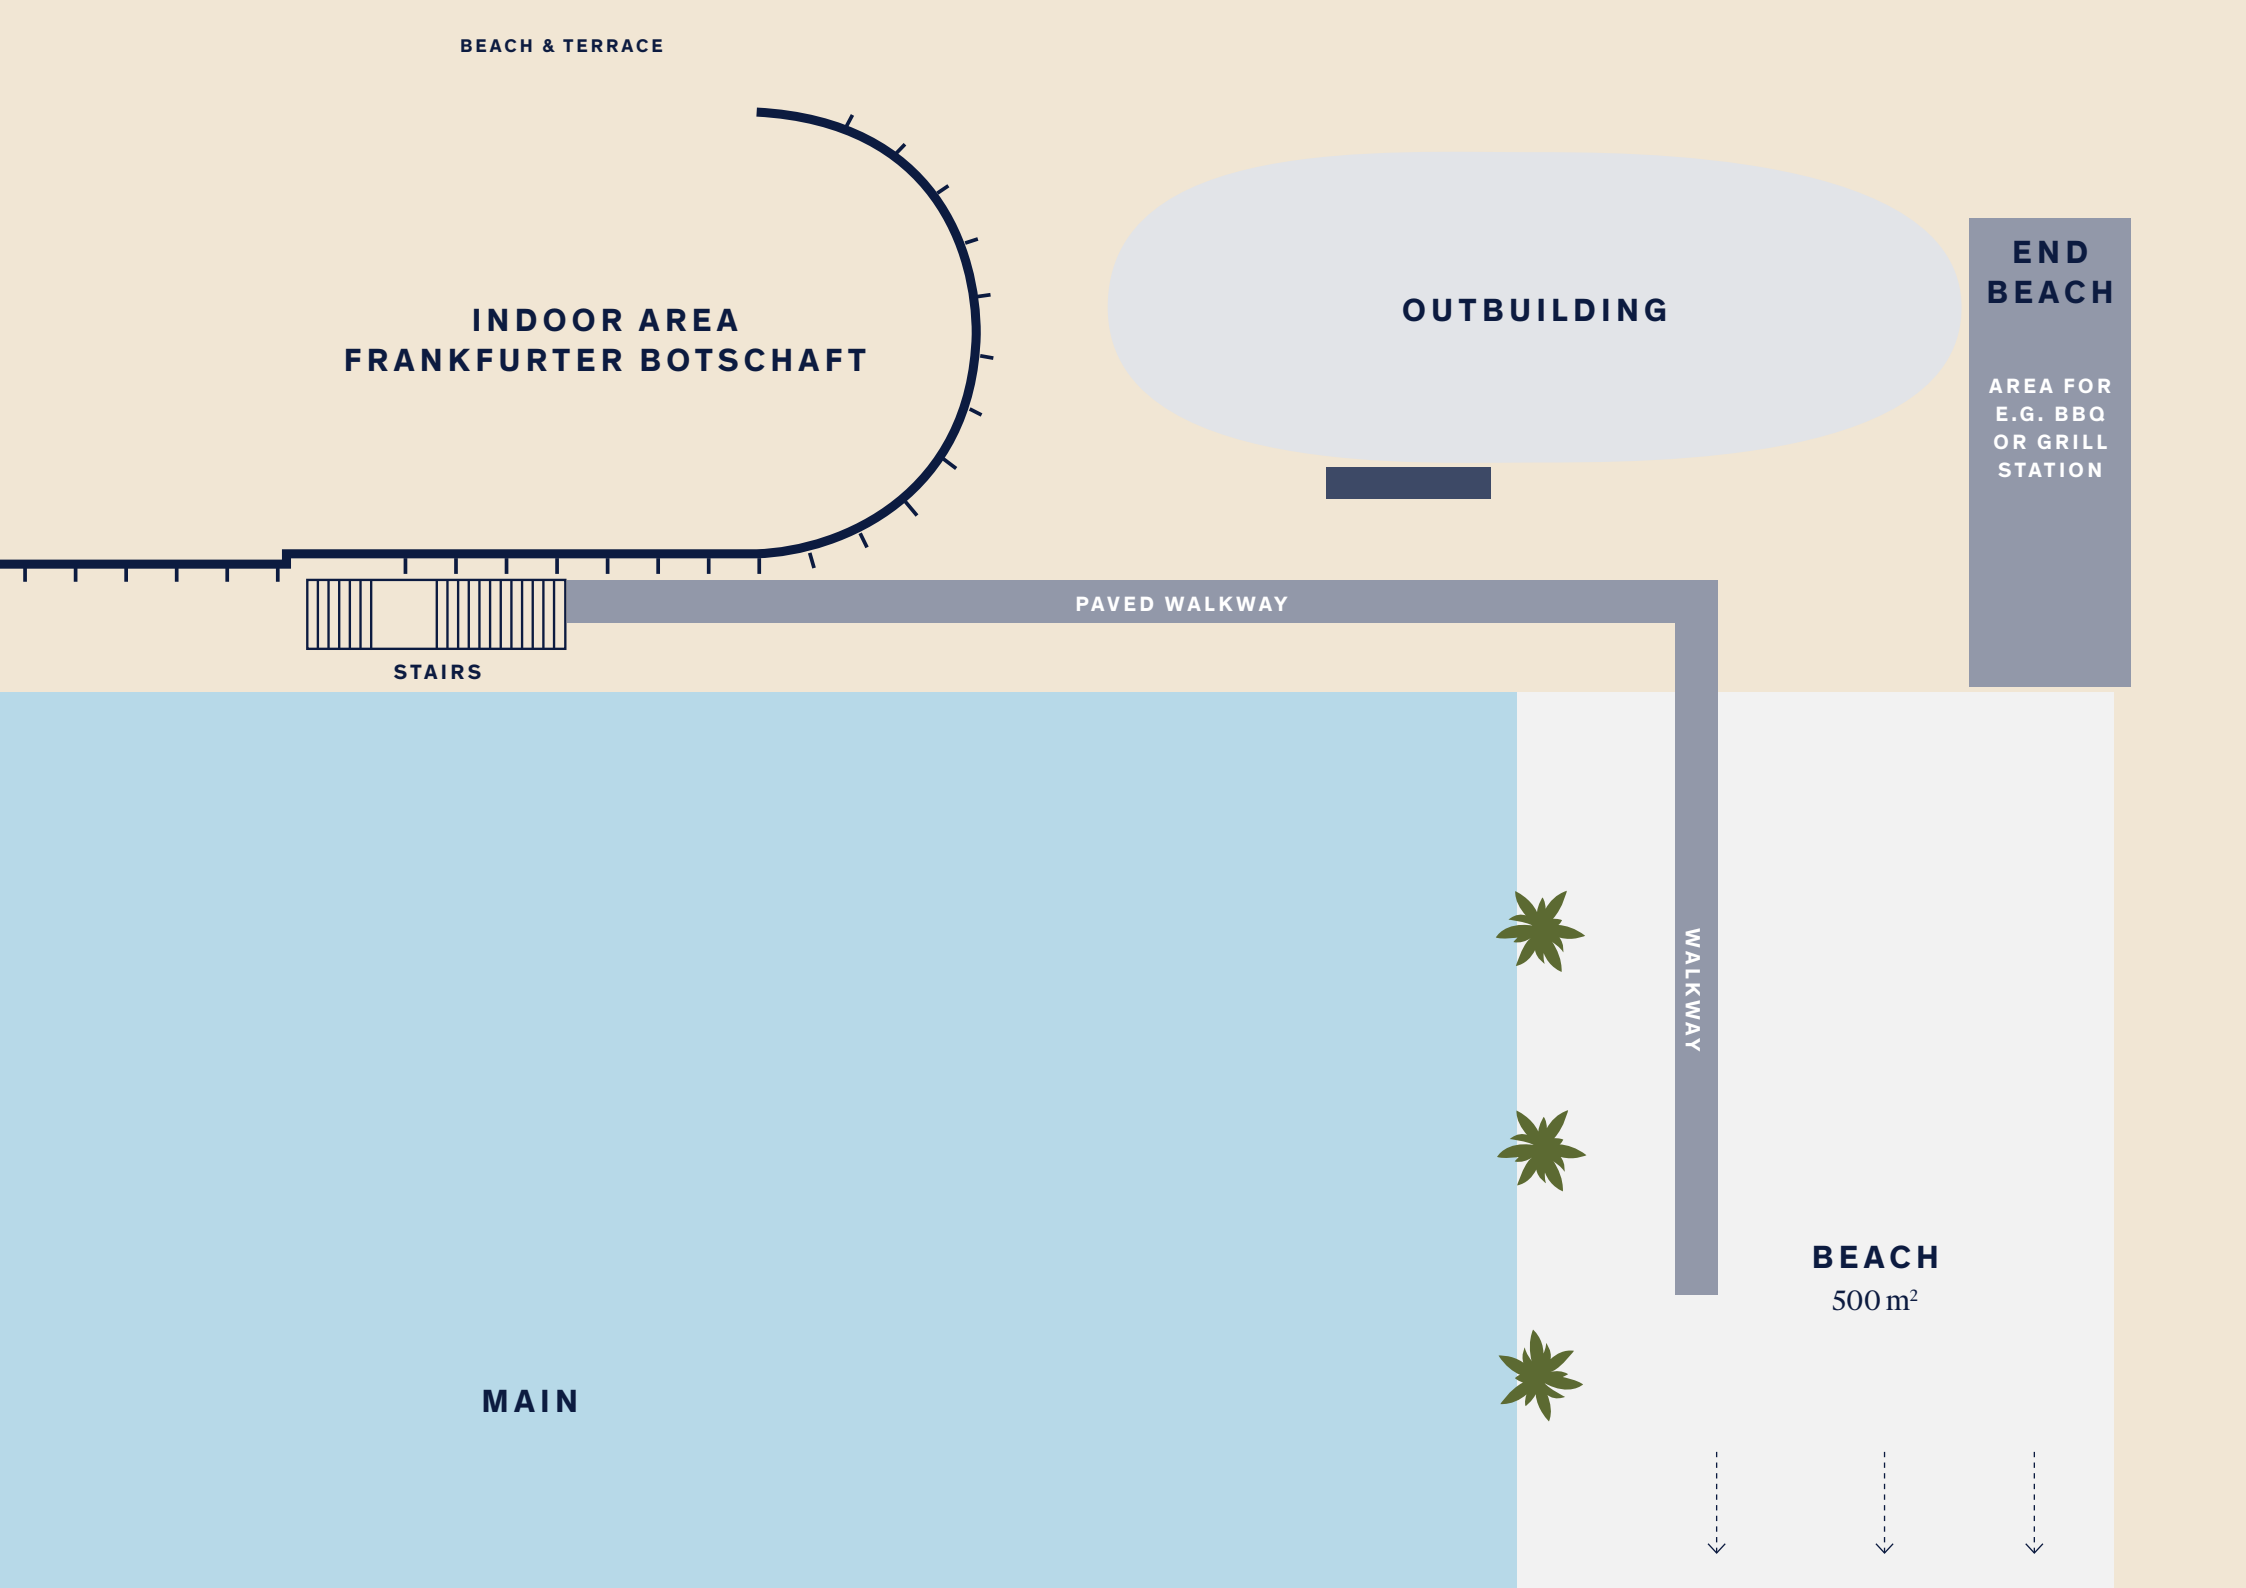 BEACH & TERRACE
INDOOR AREA
FRANKFURTER BOTSCHAFT
OUTBUILDING
END
BEACH
AREA FOR
E.G. BBQ
OR GRILL
STATION
PAVED WALKWAY
STAIRS
WALKWAY
BEACH
500 m²
MAIN